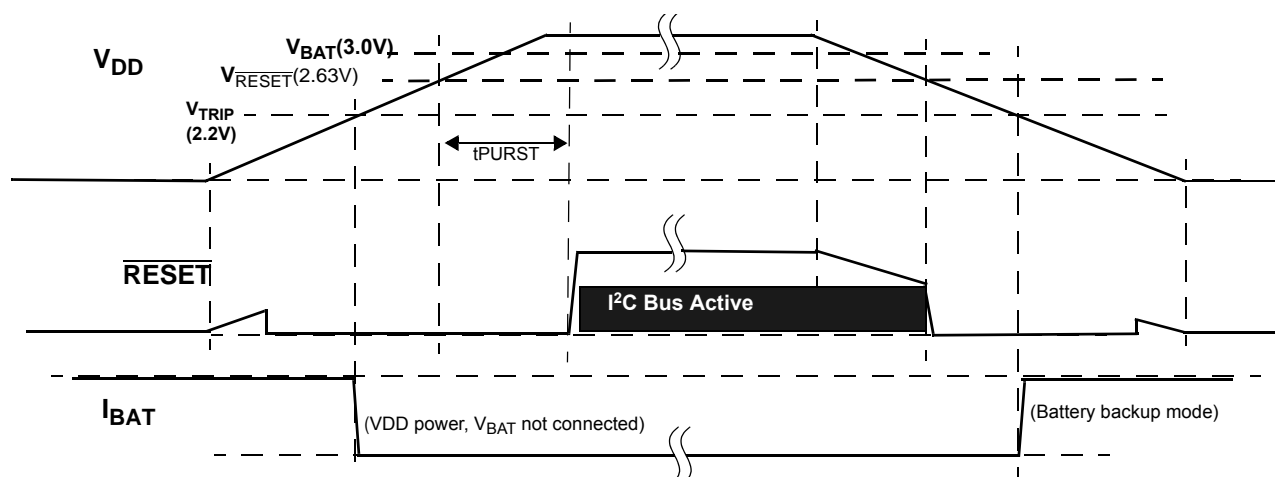 VBAT(3.0V)
VDD
VRESET(2.63V)
VTRIP
(2.2V)
tPURST
RESET
I²C Bus Active
IBAT
(VDD power, VBAT not connected)
(Battery backup mode)